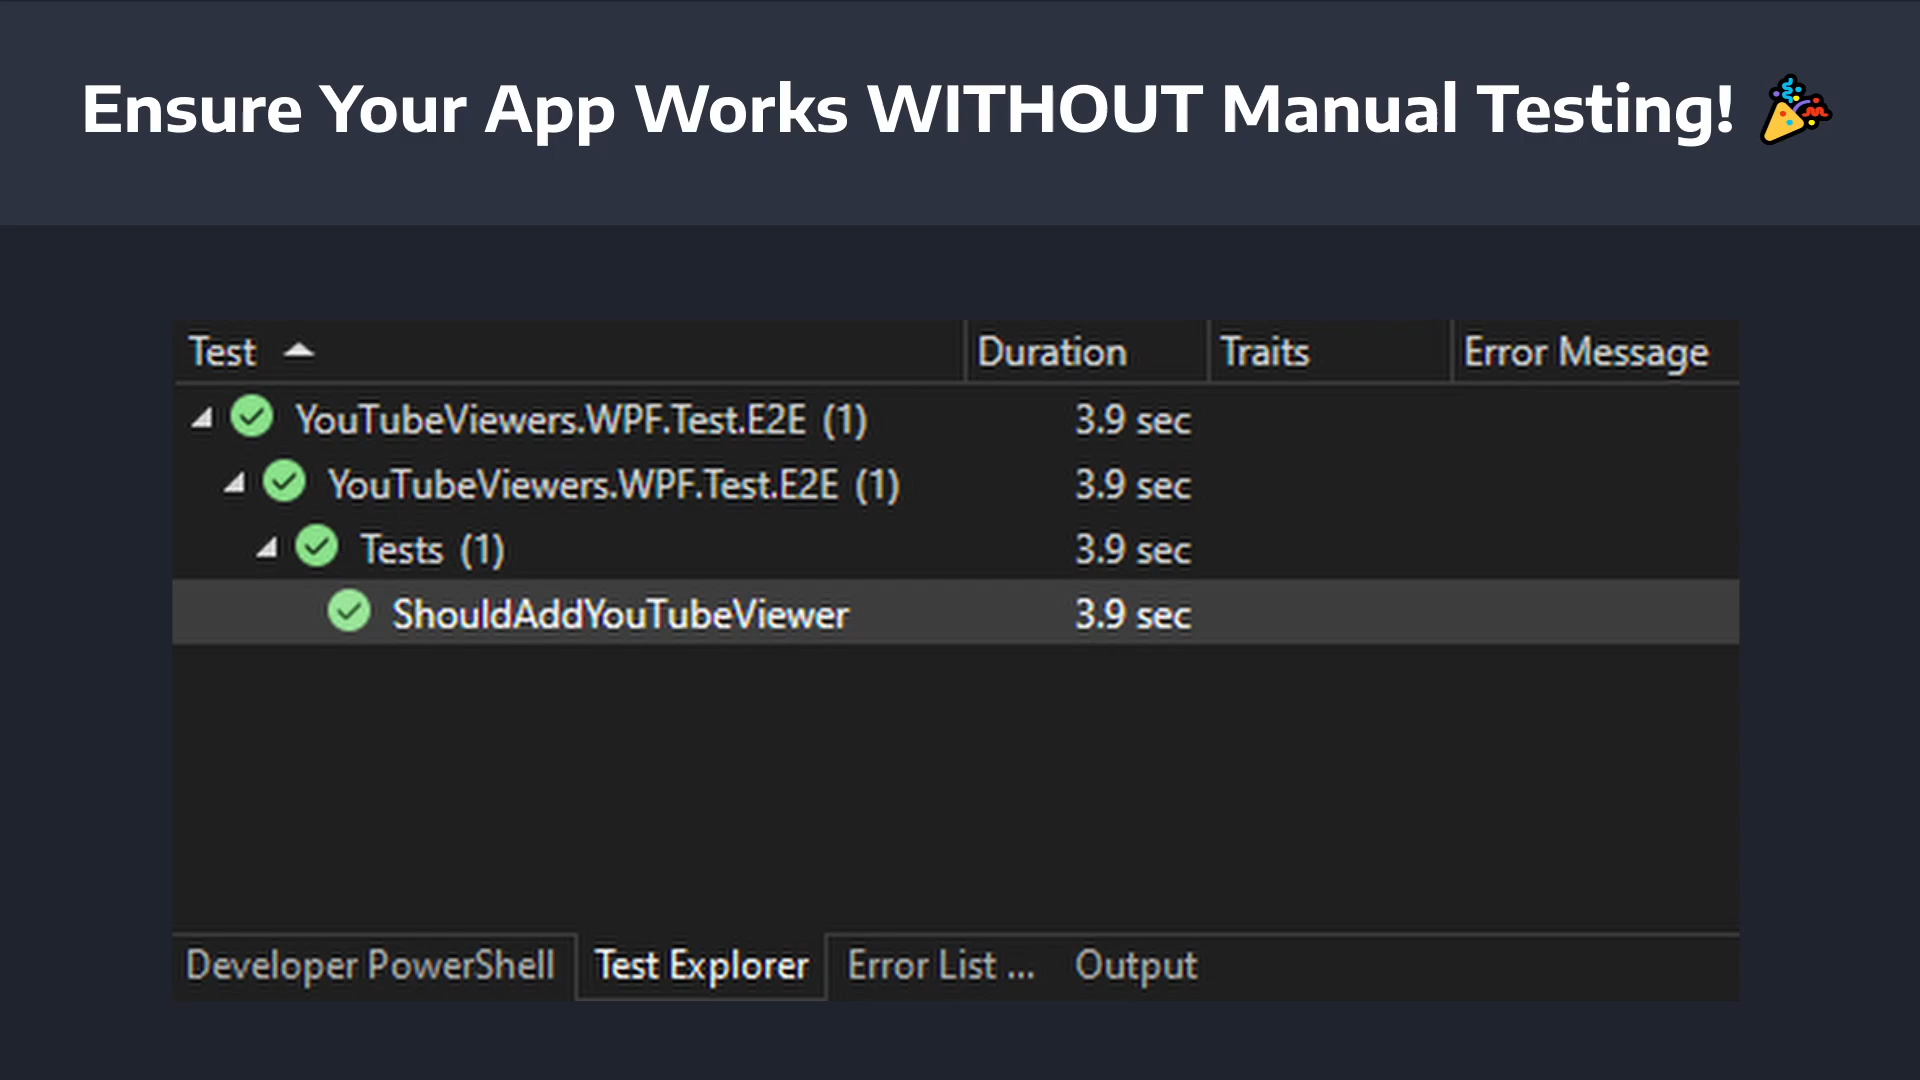 Ensure Your App Works WITHOUT Manual Testing! 🎉
Test Duration Traits Error Message
YouTubeViewers.WPF.Test.E2E (1) 3.9 sec
YouTubeViewers.WPF.Test.E2E (1) 3.9 sec
Tests (1) 3.9 sec
ShouldAddYouTubeViewer 3.9 sec
Developer PowerShell Test Explorer Error List ... Output